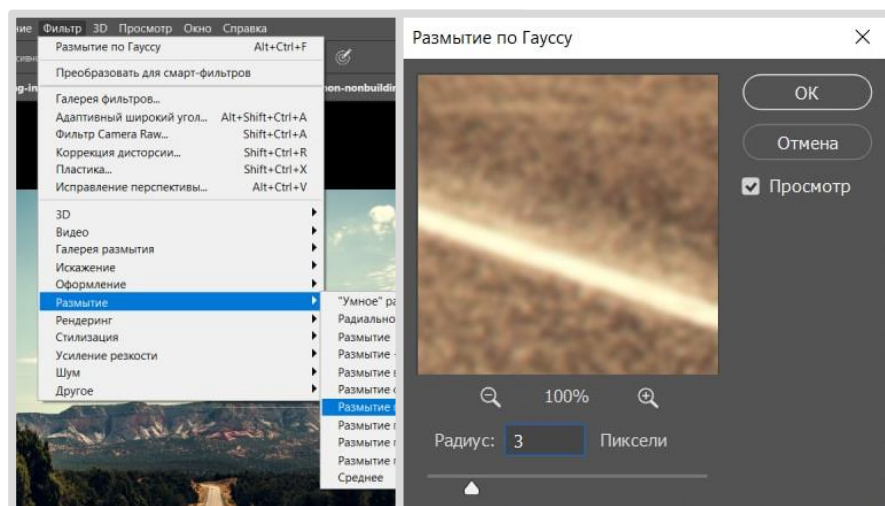 ние Фильтр 3D Просмотр Окно Справка
Размытие по Гауссу Alt+Ctrl+F
Преобразовать для смарт-фильтров
Галерея фильтров...
Адаптивный широкий угол... Alt+Shift+Ctrl+A
Фильтр Camera Raw... Shift+Ctrl+A
Коррекция дисторсии... Shift+Ctrl+R
Пластика... Shift+Ctrl+X
Исправление перспективы... Alt+Ctrl+V
3D
Видео
Галерея размытия
Искажение
Оформление
Размытие
Рендеринг
Стилизация
Усиление резкости
Шум
Другое
"Умное" ра
Радиально
Размытие
Размытие
Размытие
Размытие
Размытие
Размытие
Размытие
Размытие
Среднее
Размытие по Гауссу
ОК
Отмена
Просмотр
100%
Радиус: 3 Пиксели